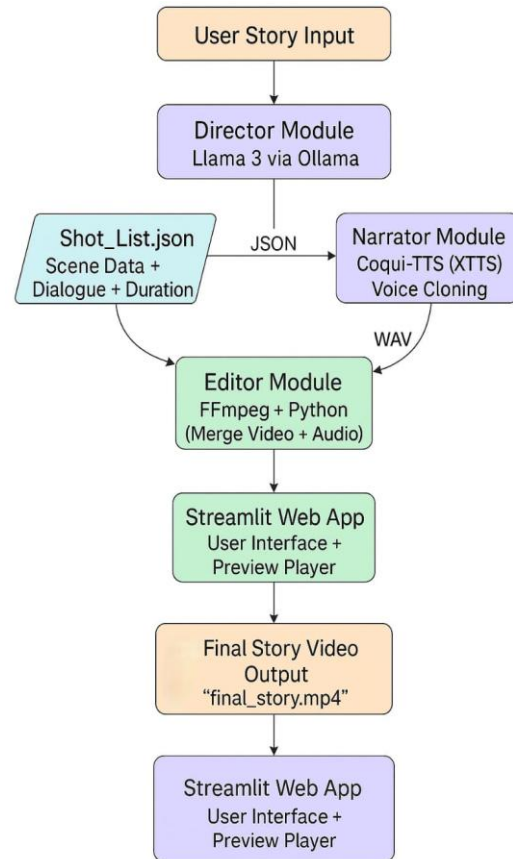 User Story Input
Director Module
Llama 3 via Ollama
Shot_List.json
Scene Data +
Dialogue + Duration
JSON
Narrator Module
Coqui-TTS (XTTS)
Voice Cloning
WAV
Editor Module
FFmpeg + Python
(Merge Video + Audio)
Streamlit Web App
User Interface +
Preview Player
Final Story Video
Output
“final_story.mp4”
Streamlit Web App
User Interface +
Preview Player